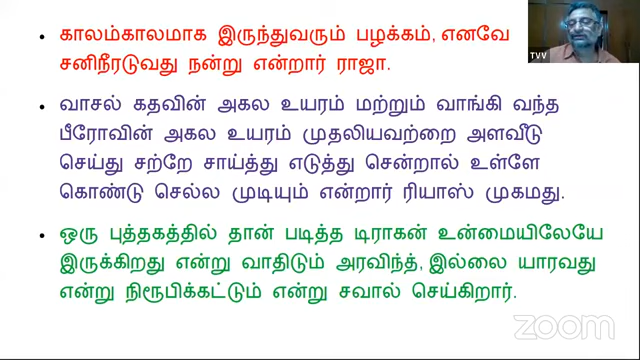 காலம்காலமாக இருந்துவரும் பழக்கம், எனவே
சனிநீரடுவது நன்று என்றார் ராஜா.
வாசல் கதவின் அகல உயரம் மற்றும் வாங்கி வந்த
பீரோவின் அகல உயரம் முதலியவற்றை அளவீடு
செய்து சற்றே சாய்த்து எடுத்து சென்றால் உள்ளே
கொண்டு செல்ல முடியும் என்றார் ரியாஸ் முகமது.
ஒரு புத்தகத்தில் தான் படித்த டிராகன் உன்மையிலேயே
இருக்கிறது என்று வாதிடும் அரவிந்த், இல்லை யாரவது
என்று நிரூபிக்கட்டும் என்று சவால் செய்கிறார்.
TVV
zoom